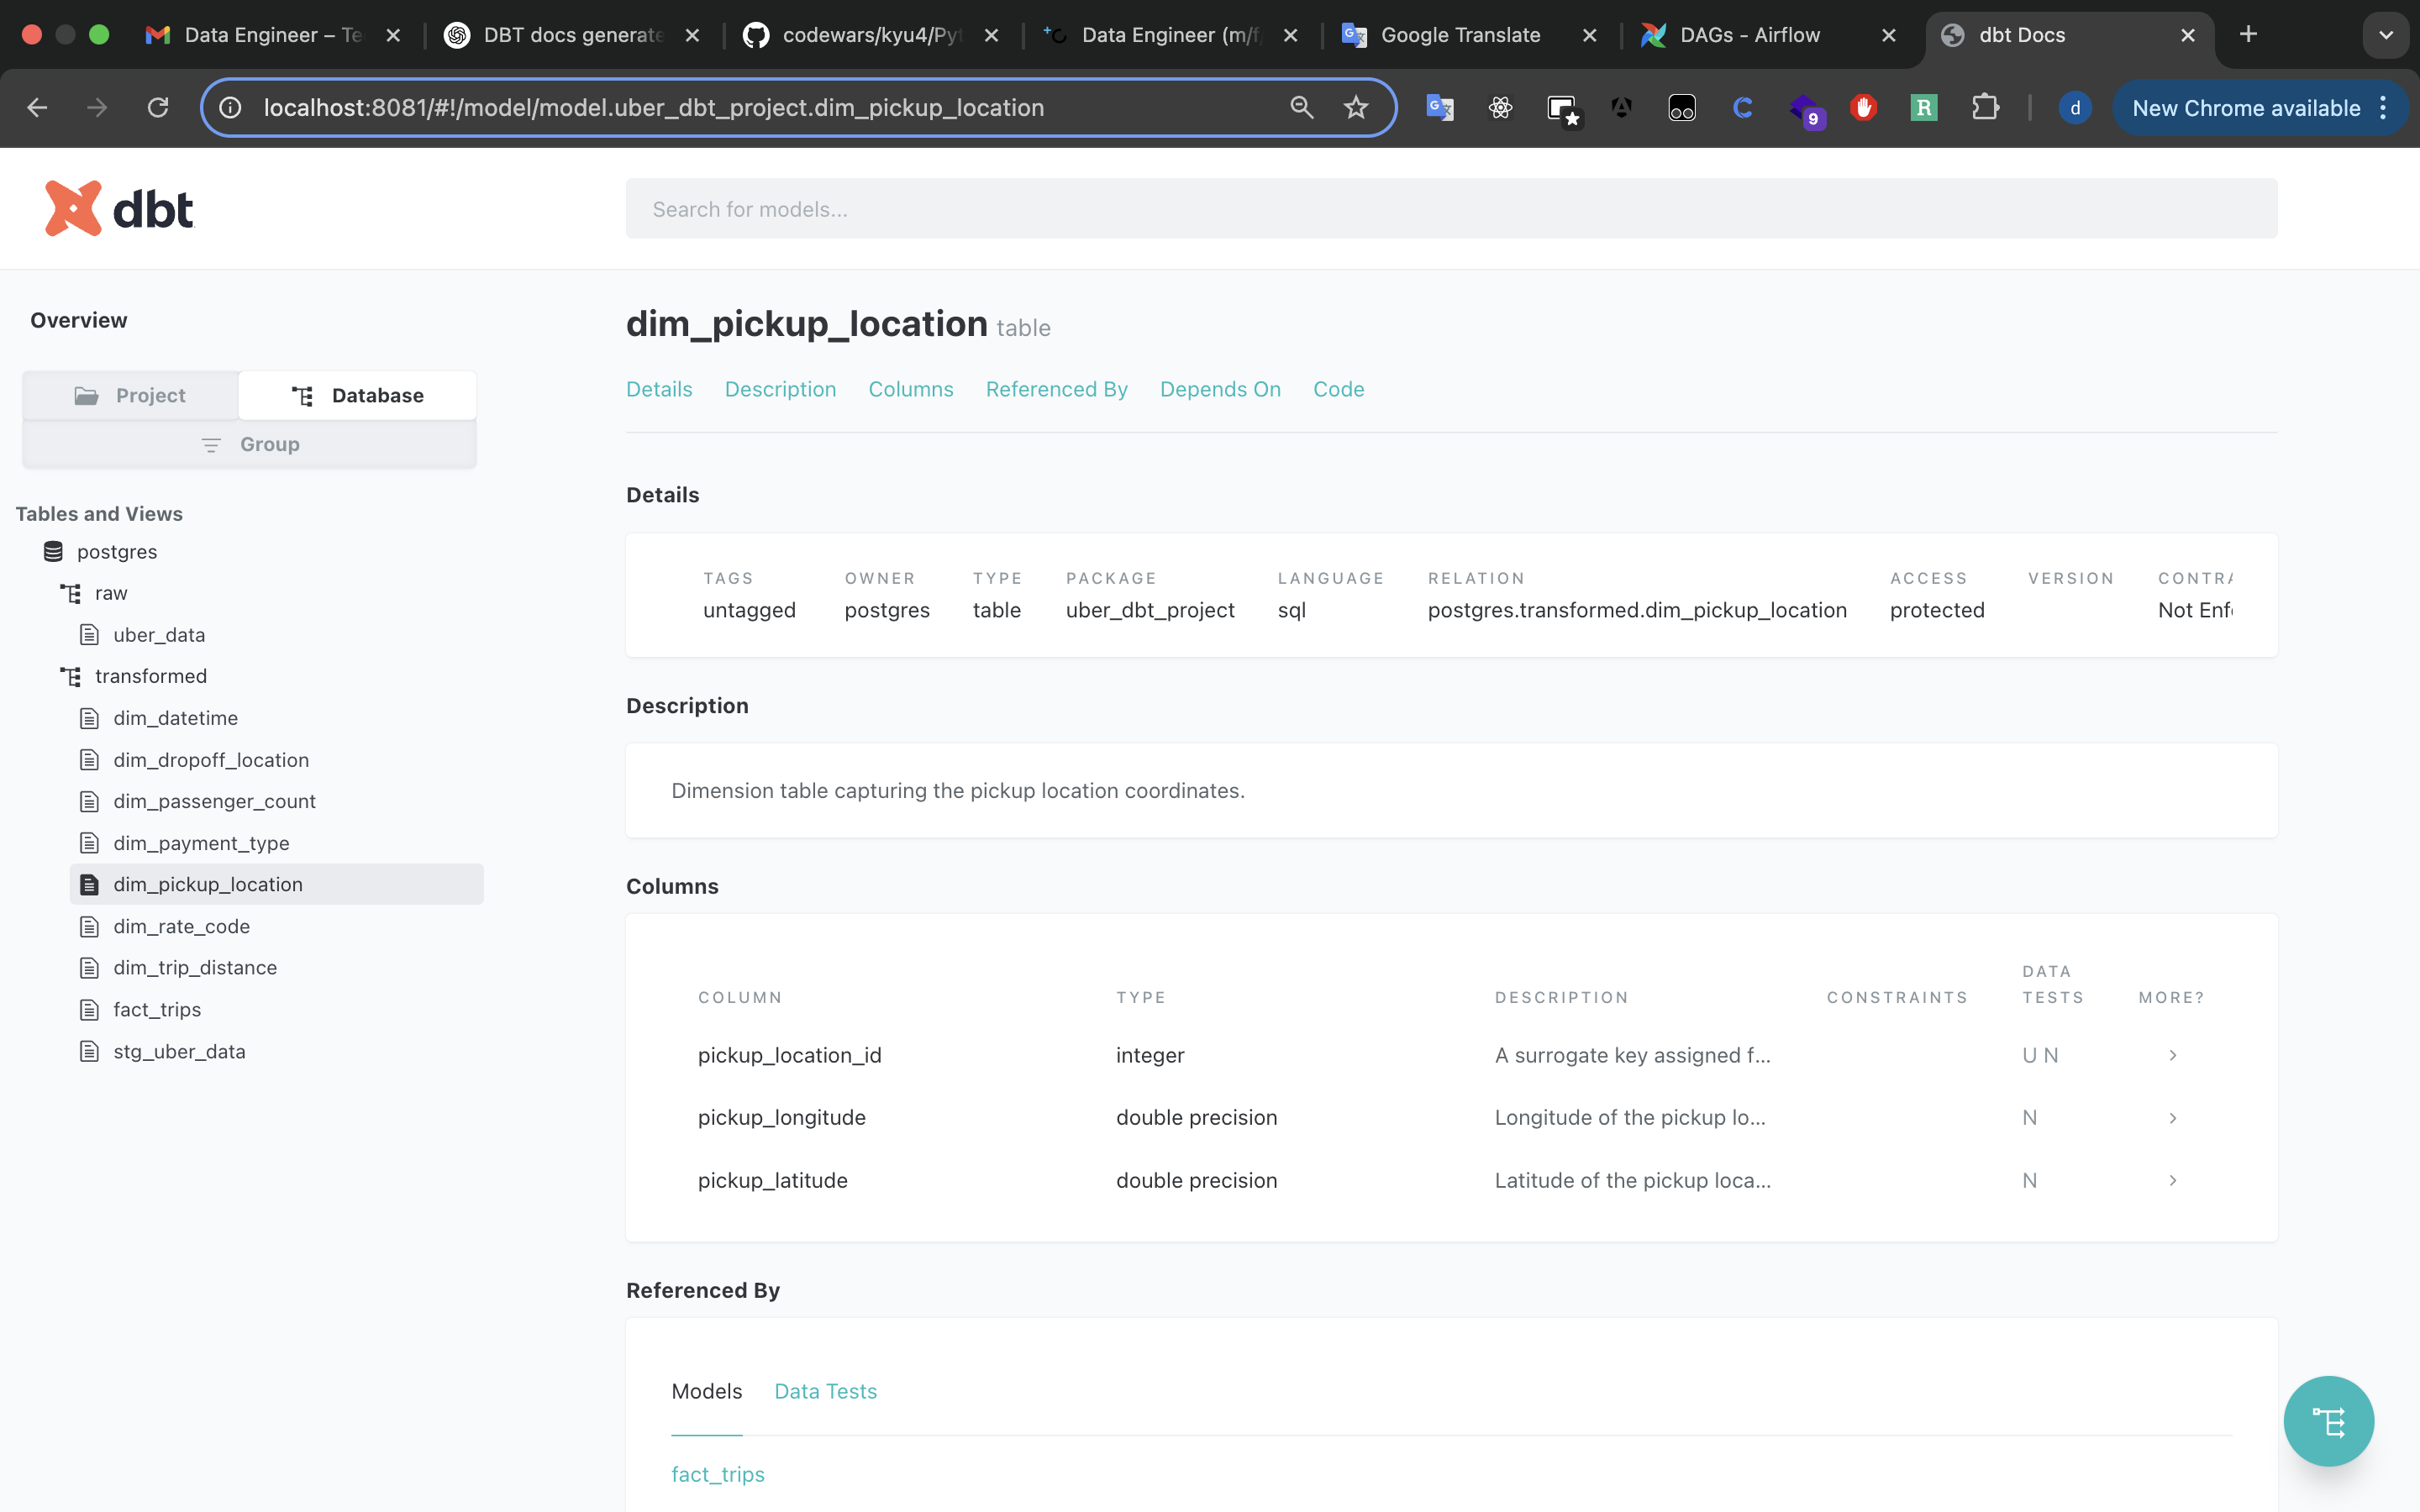 Data Engineer – Te
DBT docs generate
codewars/kyu4/Pyt
Data Engineer (m/f/
Google Translate
DAGs - Airflow
dbt Docs
localhost:8081/#!/model/model.uber_dbt_project.dim_pickup_location
9
R
d
New Chrome available
dbt
Search for models...
Overview
Project
Database
Group
Tables and Views
postgres
raw
uber_data
transformed
dim_datetime
dim_dropoff_location
dim_passenger_count
dim_payment_type
dim_pickup_location
dim_rate_code
dim_trip_distance
fact_trips
stg_uber_data
dim_pickup_location table
Details Description Columns Referenced By Depends On Code
Details
TAGS OWNER TYPE PACKAGE LANGUAGE RELATION ACCESS VERSION CONTRA
untagged postgres table uber_dbt_project sql postgres.transformed.dim_pickup_location protected Not Enf
Description
Dimension table capturing the pickup location coordinates.
Columns
COLUMN TYPE DESCRIPTION CONSTRAINTS DATA TESTS MORE?
pickup_location_id integer A surrogate key assigned f... U N
pickup_longitude double precision Longitude of the pickup lo... N
pickup_latitude double precision Latitude of the pickup loca... N
Referenced By
Models Data Tests
fact_trips